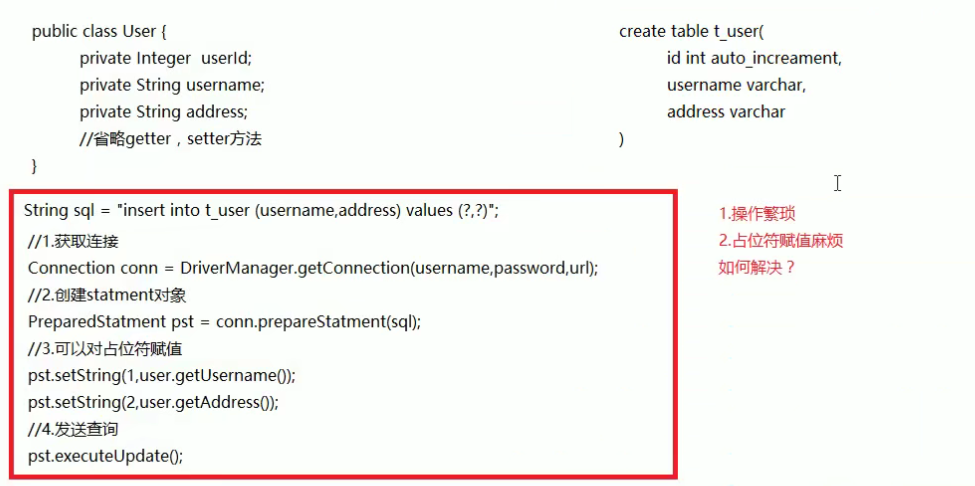 public class User {
private Integer userId;
private String username;
private String address;
//省略getter，setter方法
}
create table t_user(
id int auto_increament,
username varchar,
address varchar
)
String sql = "insert into t_user (username,address) values (?,?)";
//1.获取连接
Connection conn = DriverManager.getConnection(username,password,url);
//2.创建statment对象
PreparedStatment pst = conn.prepareStatment(sql);
//3.可以对占位符赋值
pst.setString(1,user.getUsername());
pst.setString(2,user.getAddress());
//4.发送查询
pst.executeUpdate();
1.操作繁琐
2.占位符赋值麻烦
如何解决？